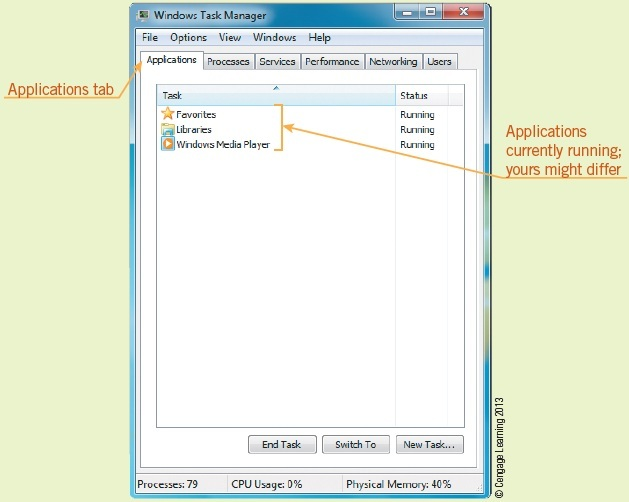 Windows Task Manager
File Options View Windows Help
Applications Processes Services Performance Networking Users
Applications tab
Task Status
Favorites Running
Libraries Running
Windows Media Player Running
Applications
currently running;
yours might differ
End Task Switch To New Task...
Processes: 79 CPU Usage: 0% Physical Memory: 40%
© Cengage Learning 2013